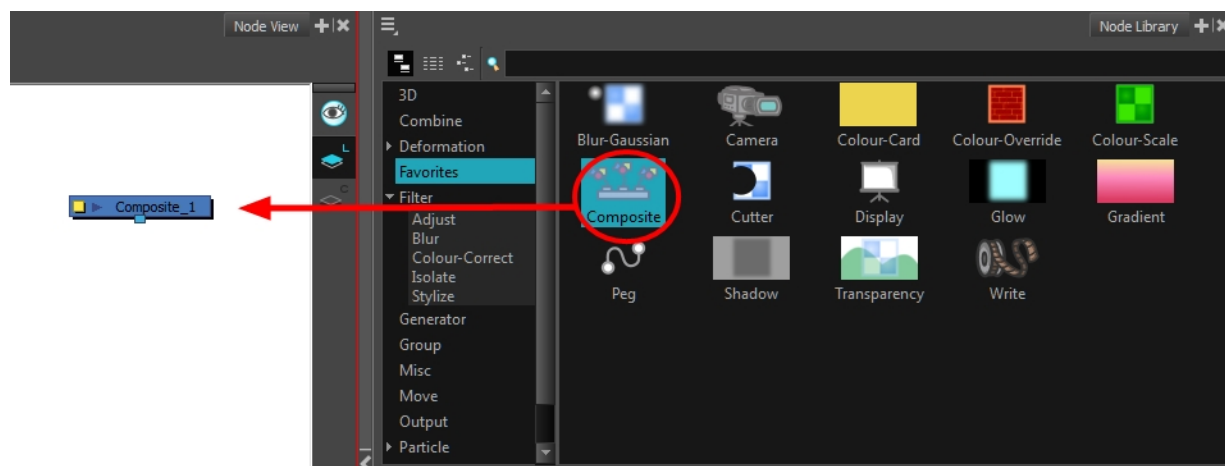 Node View
Node Library
3D
Combine
Deformation
Favorites
Filter
Adjust
Blur
Colour-Correct
Isolate
Stylize
Generator
Group
Misc
Move
Output
Particle
Blur-Gaussian Camera Colour-Card Colour-Override Colour-Scale
Composite Cutter Display Glow Gradient
Peg Shadow Transparency Write
Composite_1
L
C